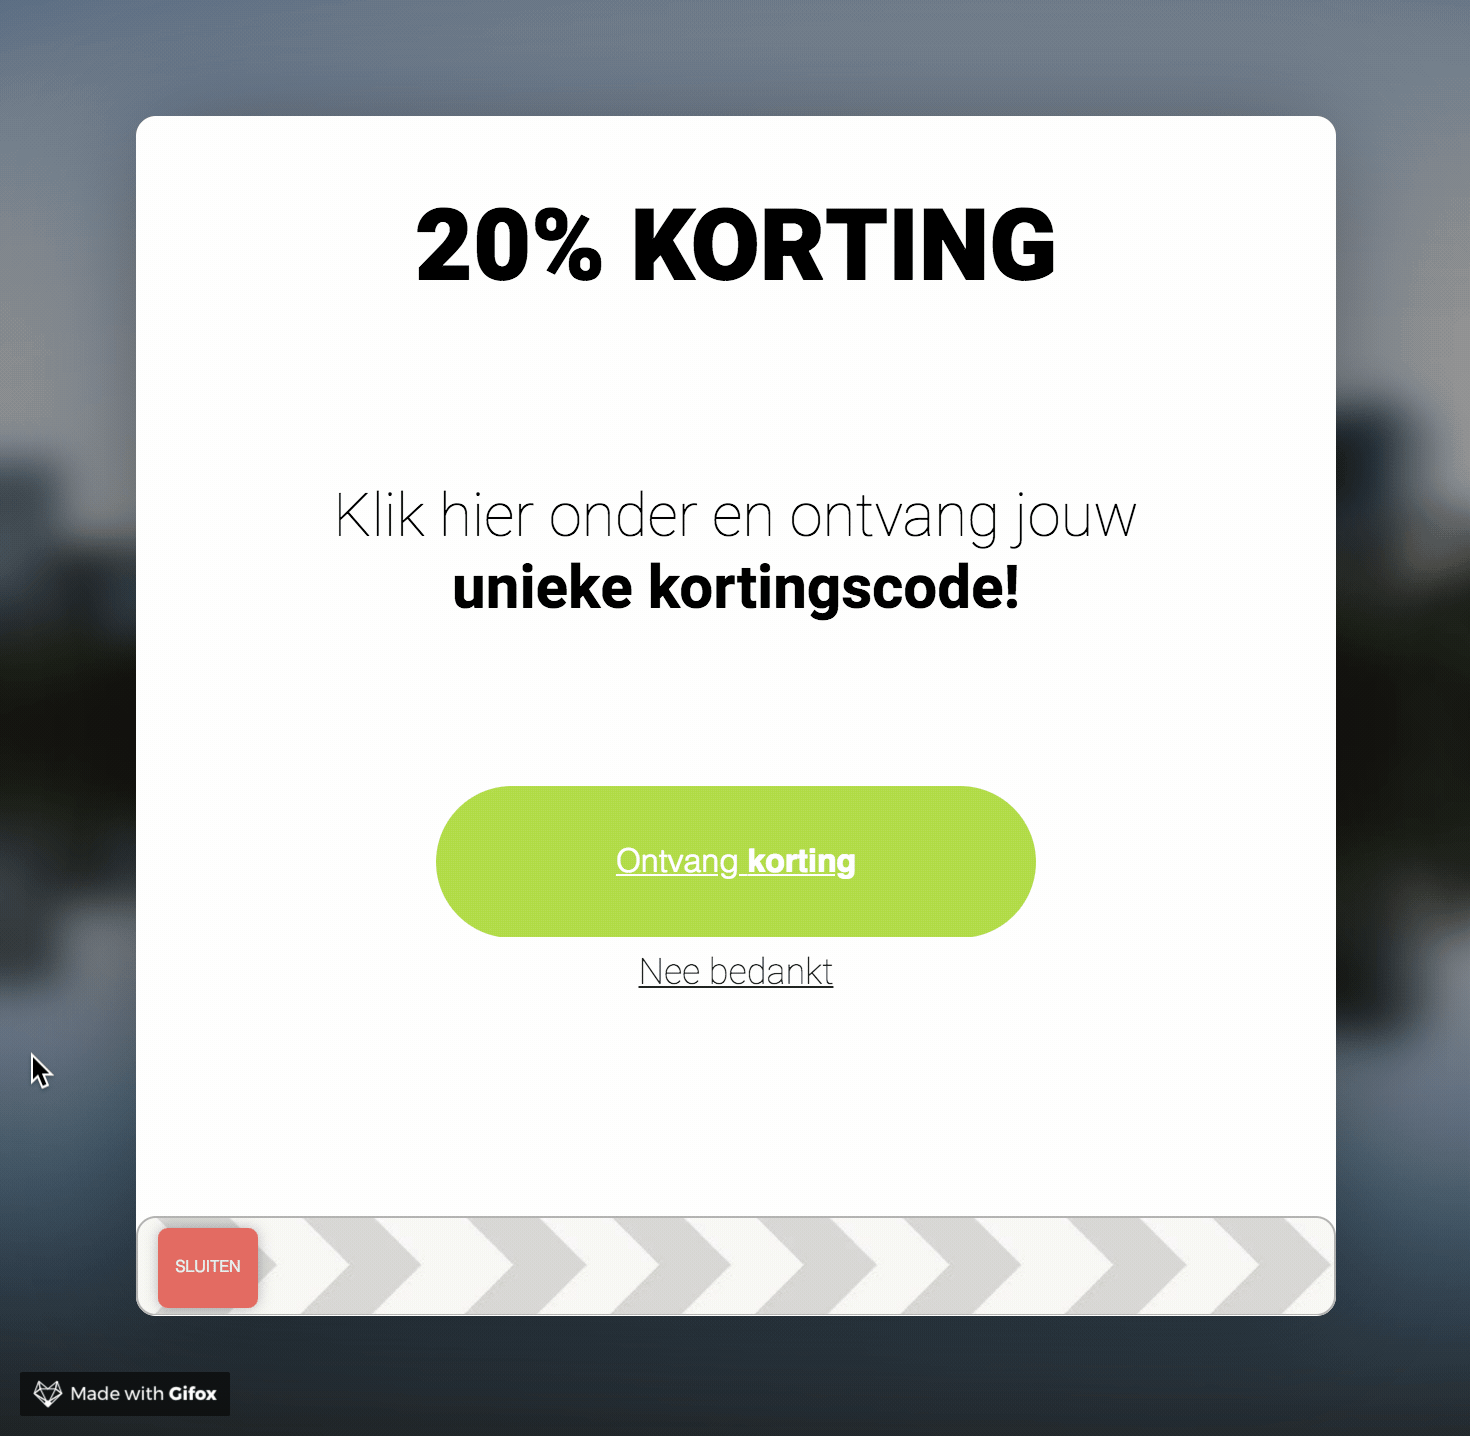 20% KORTING
Klik hier onder en ontvang jouw
unieke kortingscode!
Ontvang korting
Nee bedankt
SLUITEN
Made with Gifox